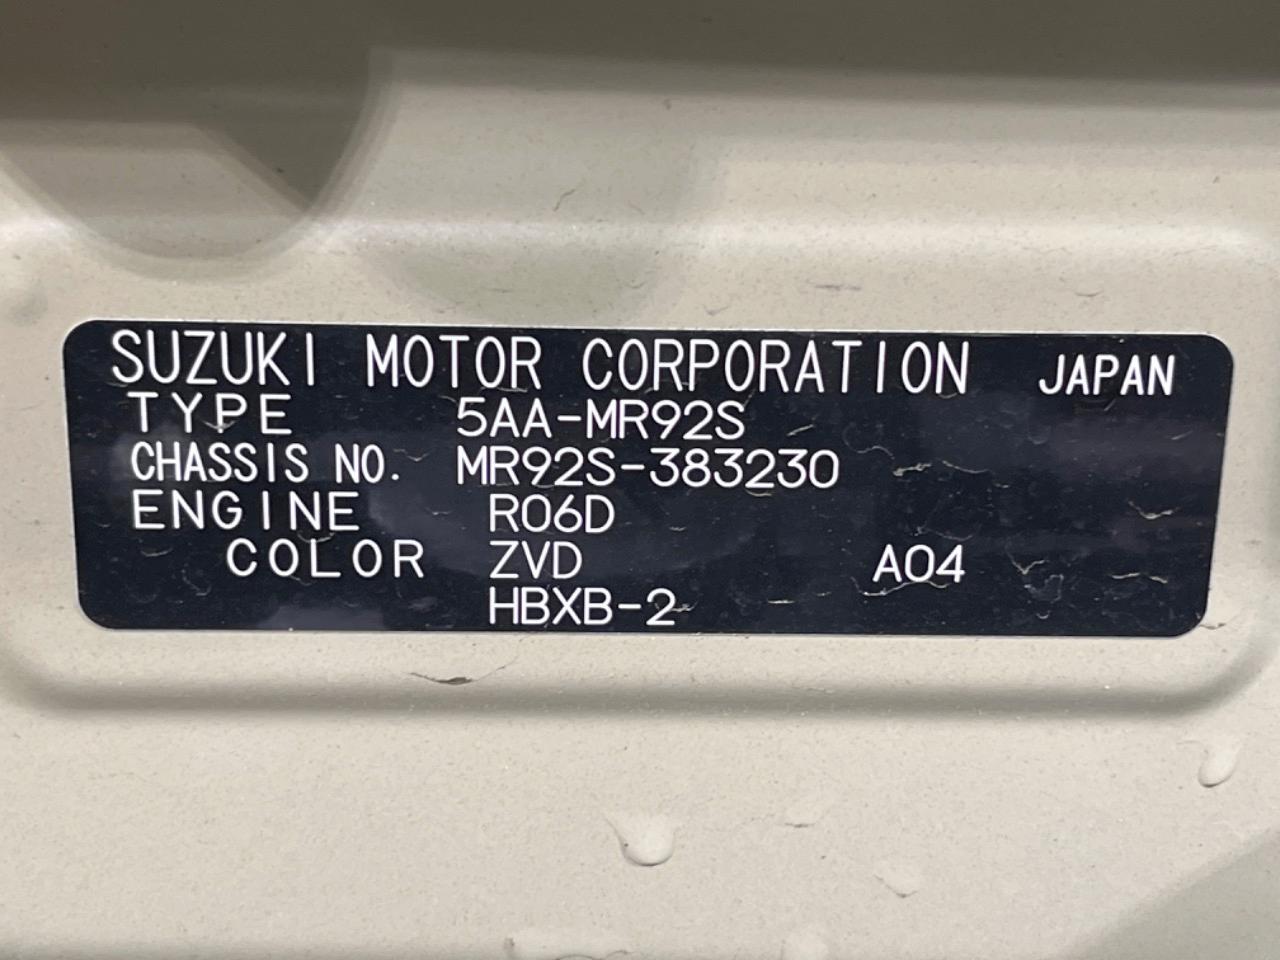 SUZUKI MOTOR CORPORATION JAPAN
TYPE 5AA-MR92S
CHASSIS NO. MR92S-383230
ENGINE R06D
COLOR ZVD A04
HBXB-2